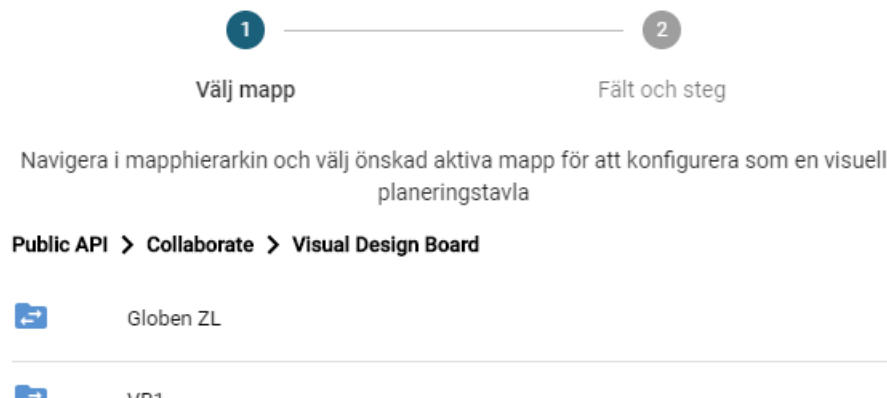 1
2
Välj mapp
Fält och steg
Navigera i mapphierarkin och välj önskad aktiva mapp för att konfigurera som en visuell
planeringstavla
Public API > Collaborate > Visual Design Board
Globen ZL